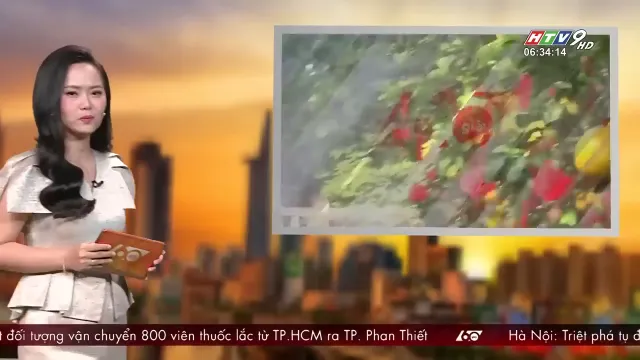 HTV9 HD
06:34:14
t đối tượng vận chuyển 800 viên thuốc lắc từ TP.HCM ra TP. Phan Thiết
60 Hà Nội: Triệt phá tụ đ